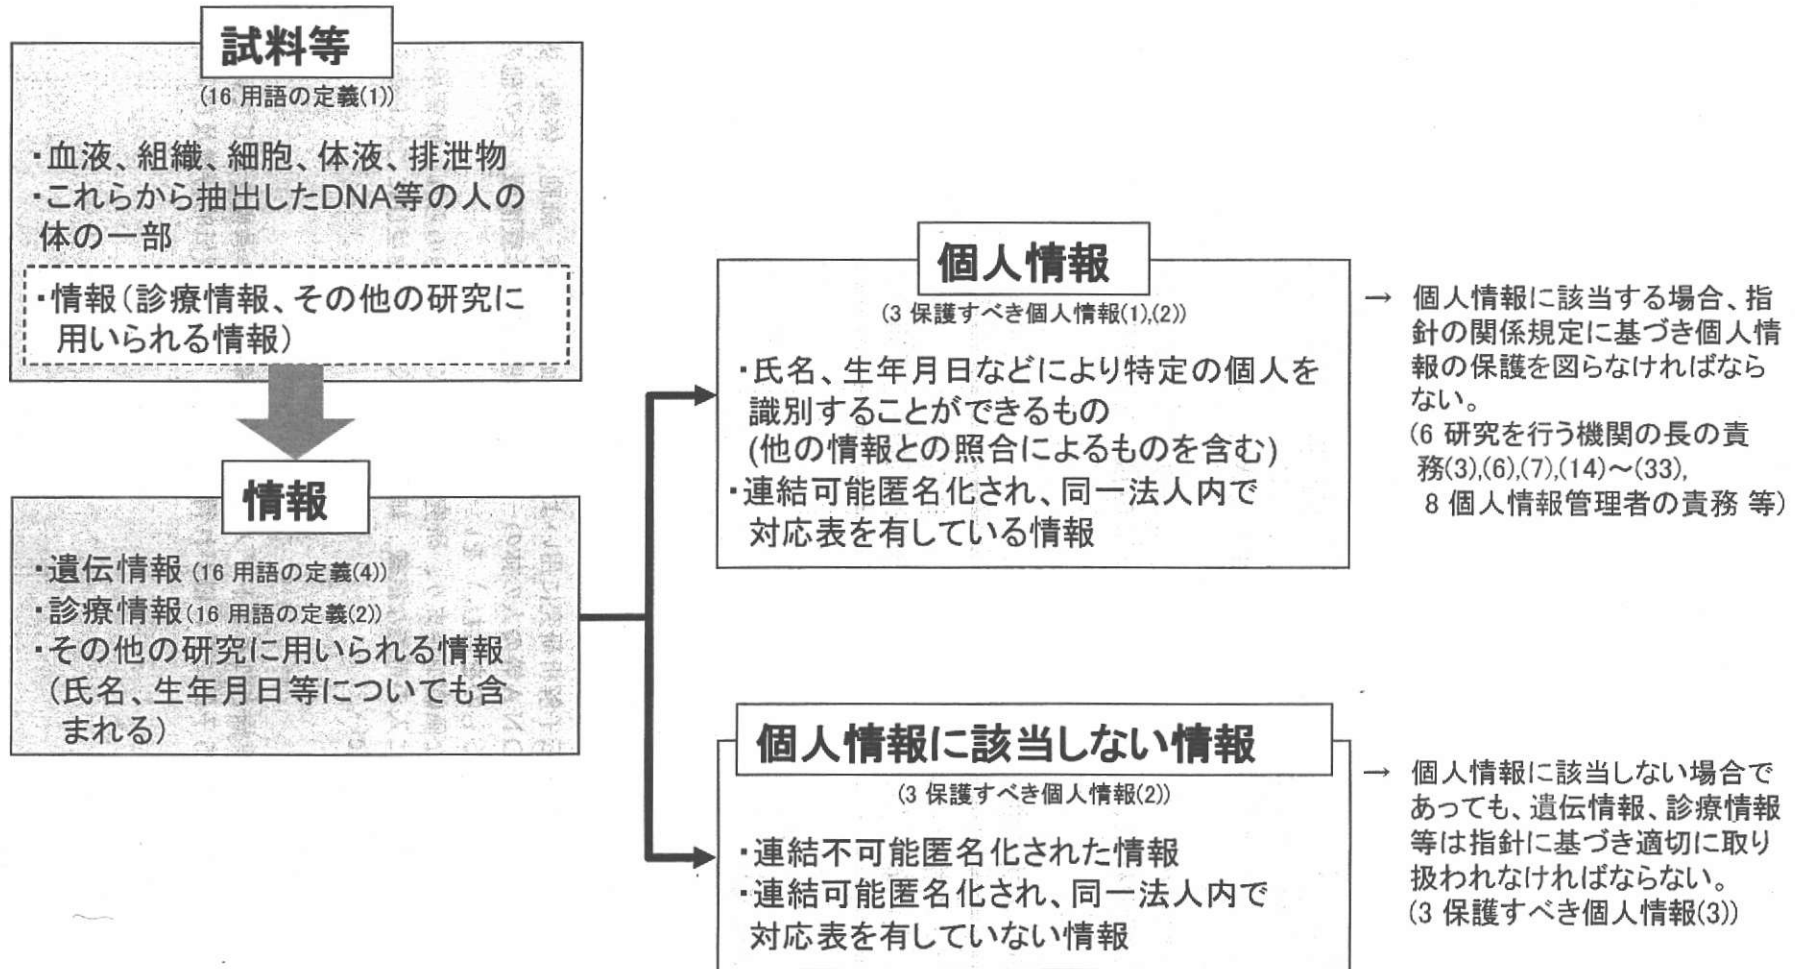 試料等
(16 用語の定義(1))
・血液、組織、細胞、体液、排泄物
・これらから抽出したDNA等の人の
体の一部
・情報(診療情報、その他の研究に
用いられる情報)
情報
・遺伝情報 (16 用語の定義(4))
・診療情報(16 用語の定義(2))
・その他の研究に用いられる情報
(氏名、生年月日等についても含
まれる)
個人情報
(3 保護すべき個人情報(1),(2))
・氏名、生年月日などにより特定の個人を
識別することができるもの
(他の情報との照合によるものを含む)
・連結可能匿名化され、同一法人内で
対応表を有している情報
→ 個人情報に該当する場合、指
針の関係規定に基づき個人情
報の保護を図らなければなら
ない。
(6 研究を行う機関の長の責
務(3),(6),(7),(14)～(33),
8 個人情報管理者の責務 等)
個人情報に該当しない情報
(3 保護すべき個人情報(2))
・連結不可能匿名化された情報
・連結可能匿名化され、同一法人内で
対応表を有していない情報
→ 個人情報に該当しない場合で
あっても、遺伝情報、診療情報
等は指針に基づき適切に取り
扱われなければならない。
(3 保護すべき個人情報(3))